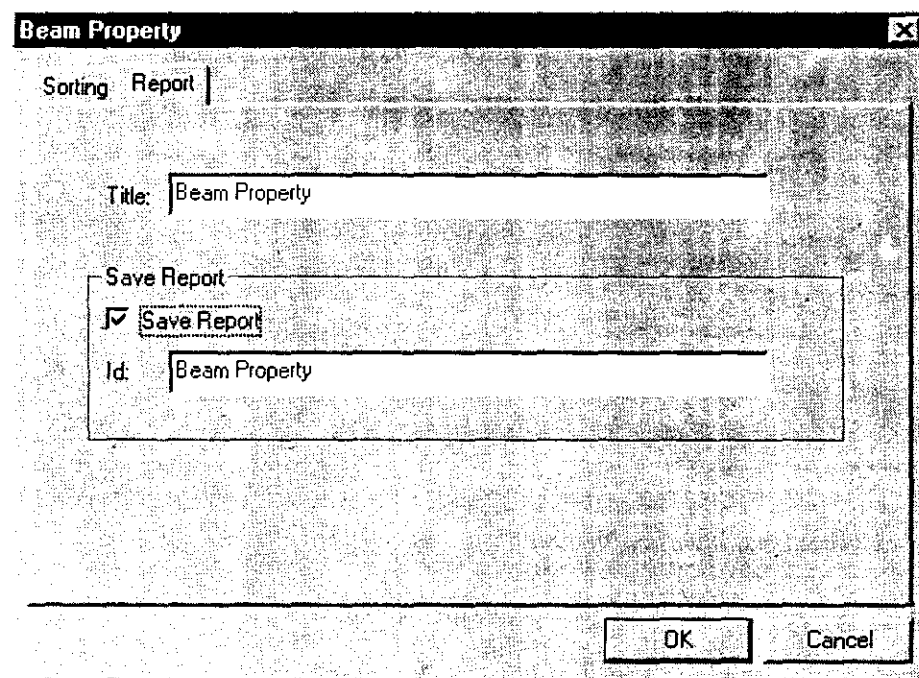 Beam Property
Sorting Report
Title: Beam Property
Save Report
Save Report
Id: Beam Property
OK Cancel